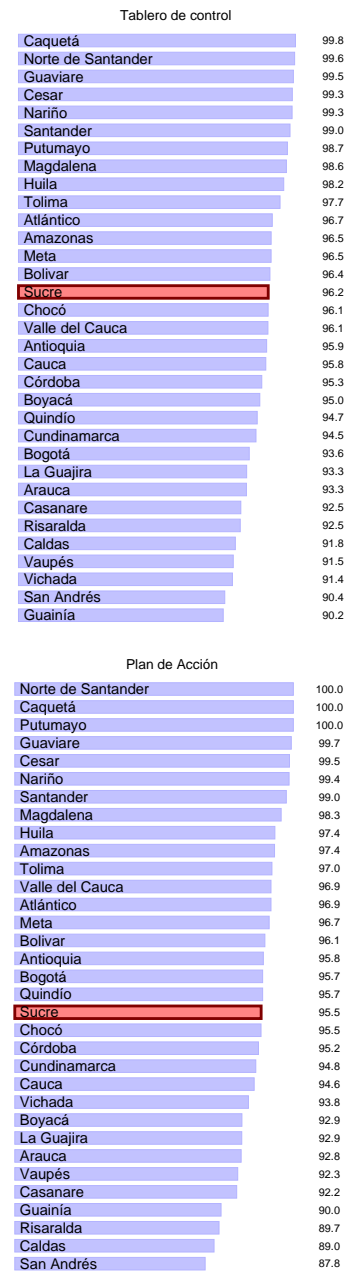 Tablero de control
Caquetá 99.8
Norte de Santander 99.6
Guaviare 99.5
Cesar 99.3
Nariño 99.3
Santander 99.0
Putumayo 98.7
Magdalena 98.6
Huila 98.2
Tolima 97.7
Atlántico 96.7
Amazonas 96.5
Meta 96.5
Bolivar 96.4
Sucre 96.2
Chocó 96.1
Valle del Cauca 96.1
Antioquia 95.9
Cauca 95.8
Córdoba 95.3
Boyacá 95.0
Quindío 94.7
Cundinamarca 94.5
Bogotá 93.6
La Guajira 93.3
Arauca 93.3
Casanare 92.5
Risaralda 92.5
Caldas 91.8
Vaupés 91.5
Vichada 91.4
San Andrés 90.4
Guainía 90.2
Plan de Acción
Norte de Santander 100.0
Caquetá 100.0
Putumayo 100.0
Guaviare 99.7
Cesar 99.5
Nariño 99.4
Santander 99.0
Magdalena 98.3
Huila 97.4
Amazonas 97.4
Tolima 97.0
Valle del Cauca 96.9
Atlántico 96.9
Meta 96.7
Bolivar 96.1
Antioquia 95.8
Bogotá 95.7
Quindío 95.7
Sucre 95.5
Chocó 95.5
Córdoba 95.2
Cundinamarca 94.8
Cauca 94.6
Vichada 93.8
Boyacá 92.9
La Guajira 92.9
Arauca 92.8
Vaupés 92.3
Casanare 92.2
Guainía 90.0
Risaralda 89.7
Caldas 89.0
San Andrés 87.8